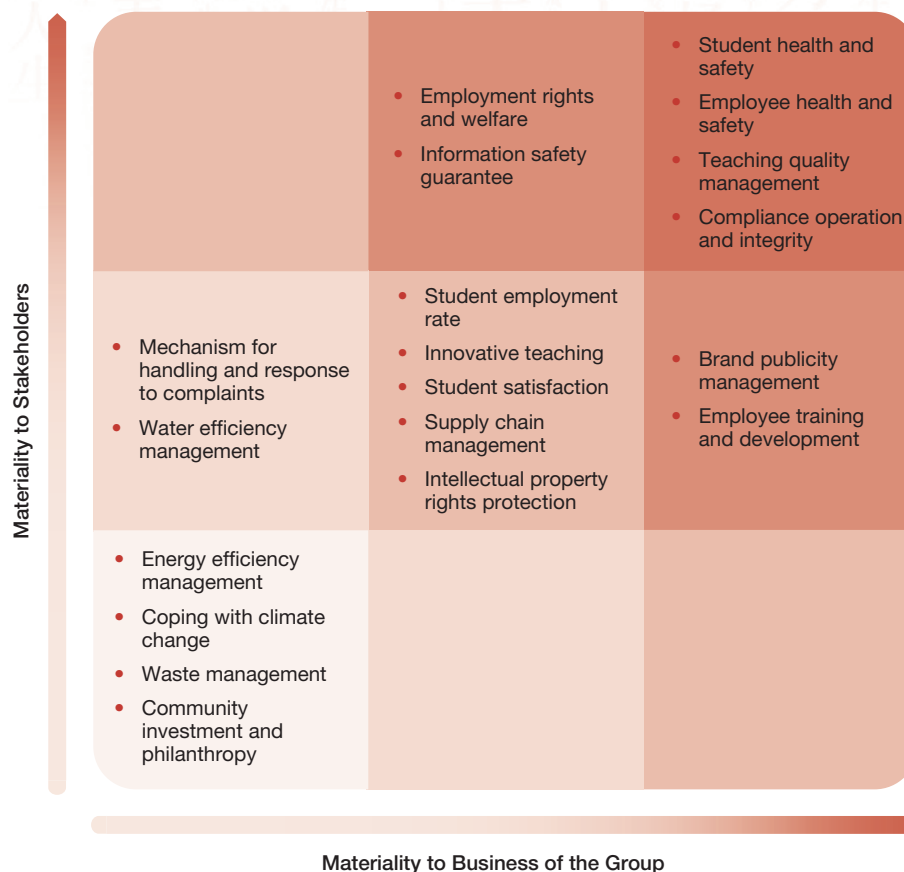 • Student health and
safety
• Employee health and
safety
• Teaching quality
management
• Compliance operation
and integrity
• Employment rights
and welfare
• Information safety
guarantee
• Mechanism for
handling and response
to complaints
• Water efficiency
management
• Student employment
rate
• Innovative teaching
• Student satisfaction
• Supply chain
management
• Intellectual property
rights protection
• Brand publicity
management
• Employee training
and development
• Energy efficiency
management
• Coping with climate
change
• Waste management
• Community
investment and
philanthropy
Materiality to Stakeholders
Materiality to Business of the Group